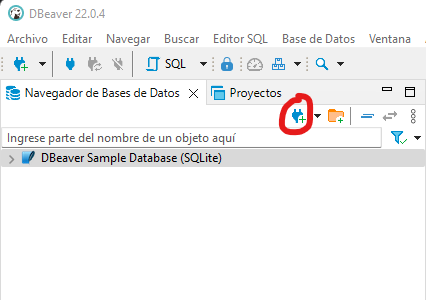 DBeaver 22.0.4
Archivo Editar Navegar Buscar Editor SQL Base de Datos Ventana
SQL
Navegador de Bases de Datos Proyectos
Ingrese parte del nombre de un objeto aquí
DBeaver Sample Database (SQLite)